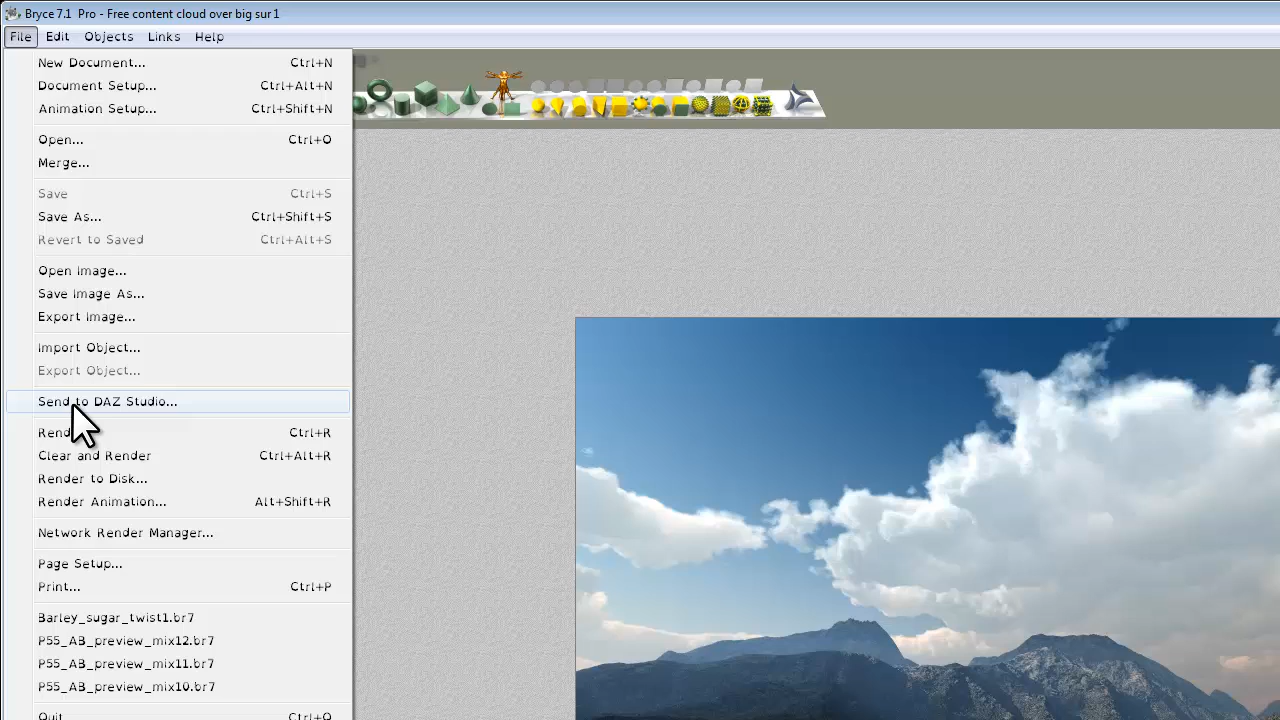 Bryce 7.1 Pro - Free content cloud over big sur 1
File Edit Objects Links Help
New Document... Ctrl+N
Document Setup... Ctrl+Alt+N
Animation Setup... Ctrl+Shift+N
Open... Ctrl+O
Merge...
Save Ctrl+S
Save As... Ctrl+Shift+S
Revert to Saved Ctrl+Alt+S
Open Image...
Save Image As...
Export Image...
Import Object...
Export Object...
Send to DAZ Studio...
Ctrl+R
Clear and Render Ctrl+Alt+R
Render to Disk...
Render Animation... Alt+Shift+R
Network Render Manager...
Page Setup...
Print... Ctrl+P
Barley_sugar_twist1.br7
P55_AB_preview_mix12.br7
P55_AB_preview_mix11.br7
P55_AB_preview_mix10.br7
Quit Ctrl+Q